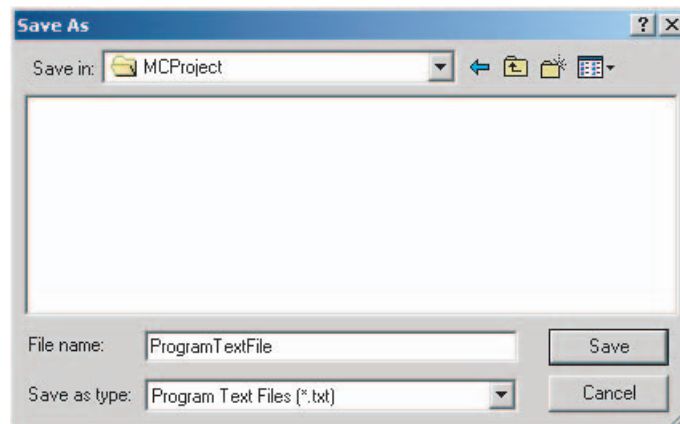 Save As
Save in: MCProject
File name: ProgramTextFile
Save
Save as type: Program Text Files (*.txt)
Cancel